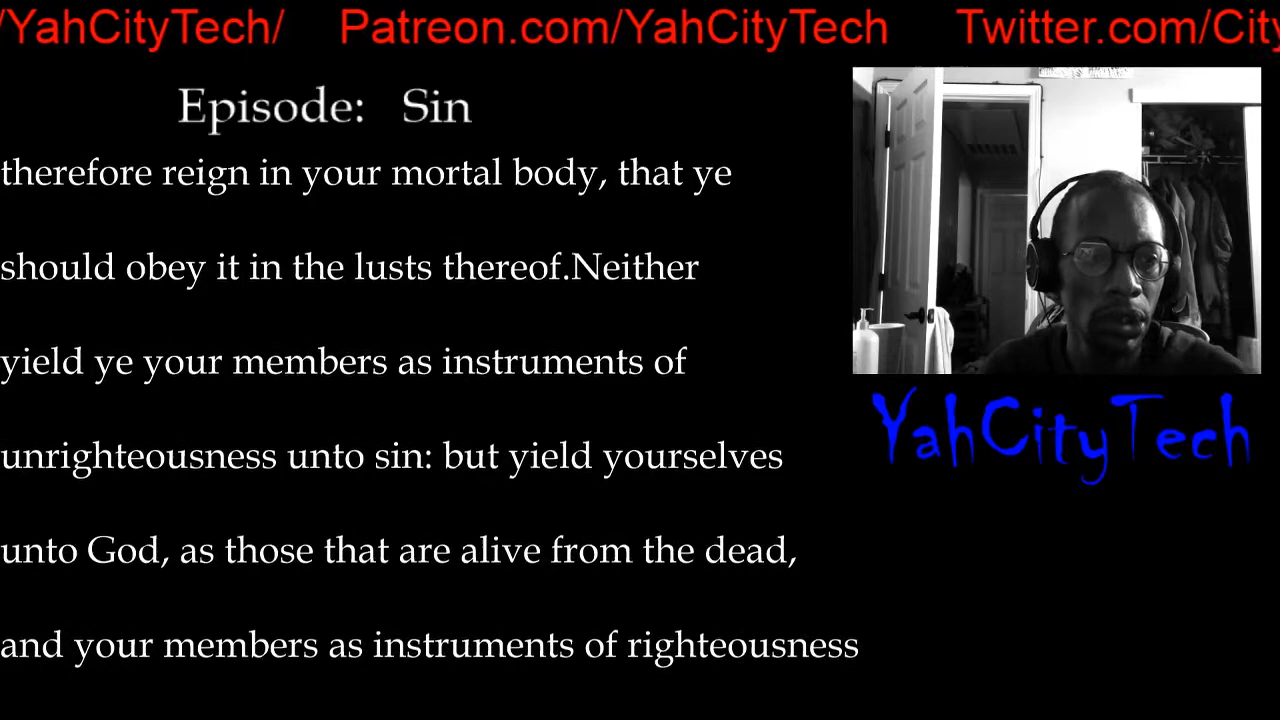 /YahCityTech/ Patreon.com/YahCityTech Twitter.com/City
Episode: Sin
therefore reign in your mortal body, that ye
should obey it in the lusts thereof.Neither
yield ye your members as instruments of
unrighteousness unto sin: but yield yourselves
unto God, as those that are alive from the dead,
and your members as instruments of righteousness
YahCityTech